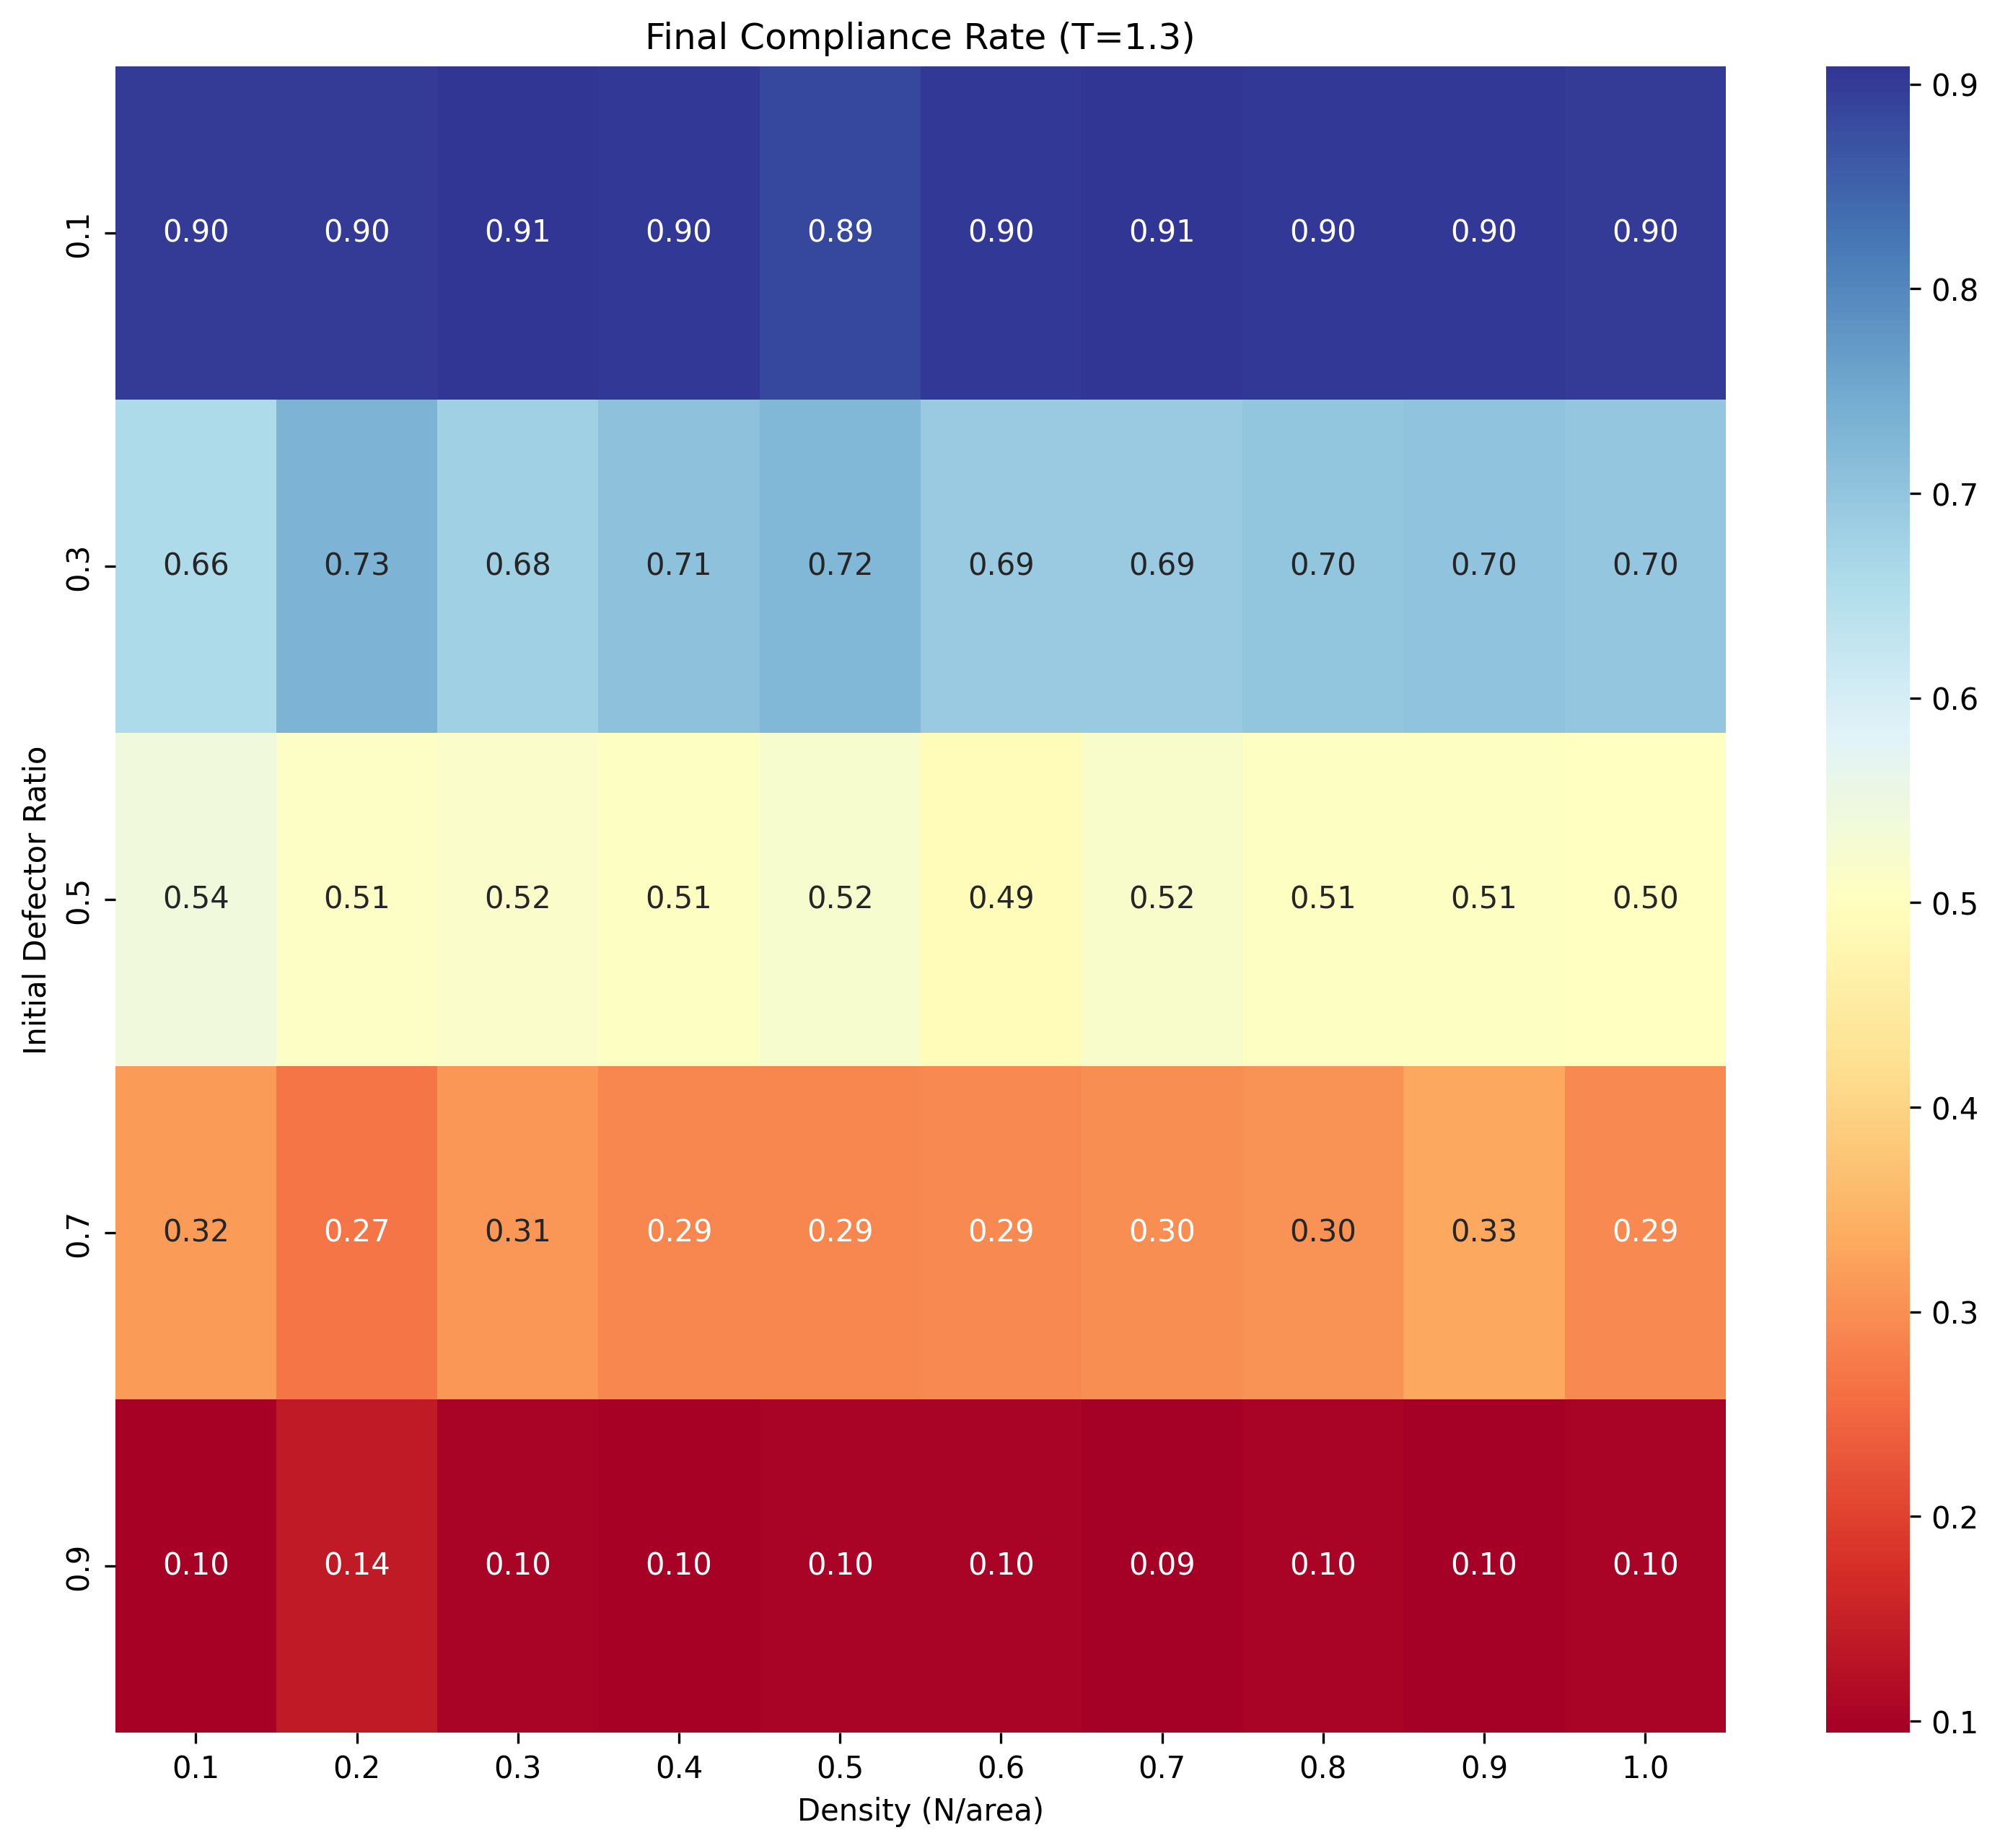 Final Compliance Rate (T=1.3)
0.1 0.90 0.90 0.91 0.90 0.89 0.90 0.91 0.90 0.90 0.90
0.3 0.66 0.73 0.68 0.71 0.72 0.69 0.69 0.70 0.70 0.70
0.5 0.54 0.51 0.52 0.51 0.52 0.49 0.52 0.51 0.51 0.50
0.7 0.32 0.27 0.31 0.29 0.29 0.29 0.30 0.30 0.33 0.29
0.9 0.10 0.14 0.10 0.10 0.10 0.10 0.09 0.10 0.10 0.10
Initial Defector Ratio
0.1 0.2 0.3 0.4 0.5 0.6 0.7 0.8 0.9 1.0
Density (N/area)
0.9
0.8
0.7
0.6
0.5
0.4
0.3
0.2
0.1